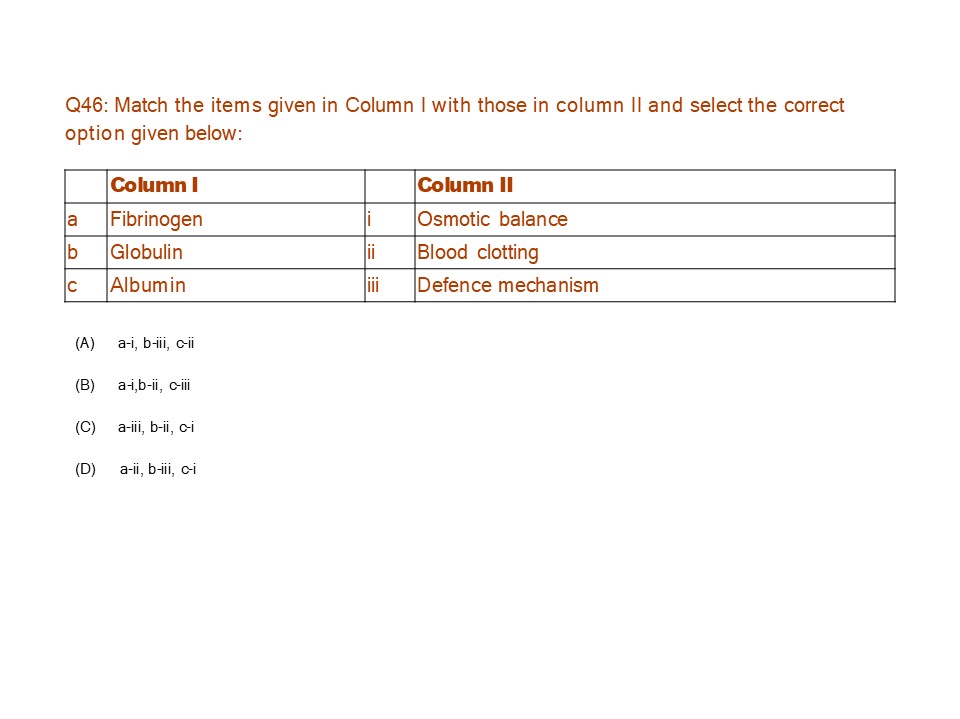 Q46: Match the items given in Column I with those in column II and select the correct
option given below:
Column I Column II
a Fibrinogen i Osmotic balance
b Globulin ii Blood clotting
c Albumin iii Defence mechanism
(A) a-i, b-iii, c-ii
(B) a-i,b-ii, c-iii
(C) a-iii, b-ii, c-i
(D) a-ii, b-iii, c-i